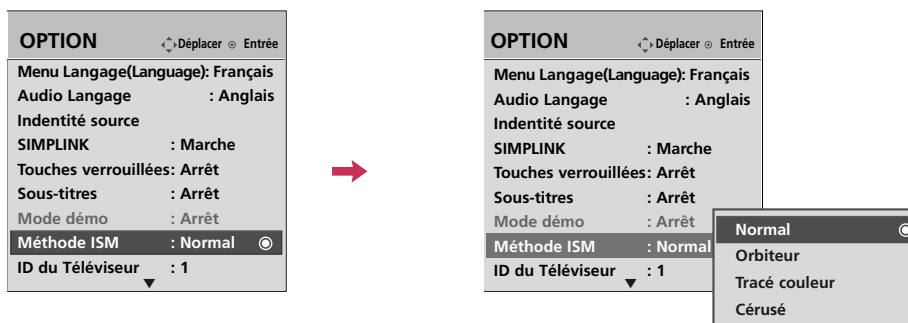 OPTION Déplacer Entrée
Menu Langage(Language): Français
Audio Langage : Anglais
Indentité source
SIMPLINK : Marche
Touches verrouillées: Arrêt
Sous-titres : Arrêt
Mode démo : Arrêt
Méthode ISM : Normal
ID du Téléviseur : 1
OPTION Déplacer Entrée
Menu Langage(Language): Français
Audio Langage : Anglais
Indentité source
SIMPLINK : Marche
Touches verrouillées: Arrêt
Sous-titres : Arrêt
Mode démo : Arrêt
Méthode ISM : Normal
ID du Téléviseur : 1
Normal
Orbiteur
Tracé couleur
Cérusé